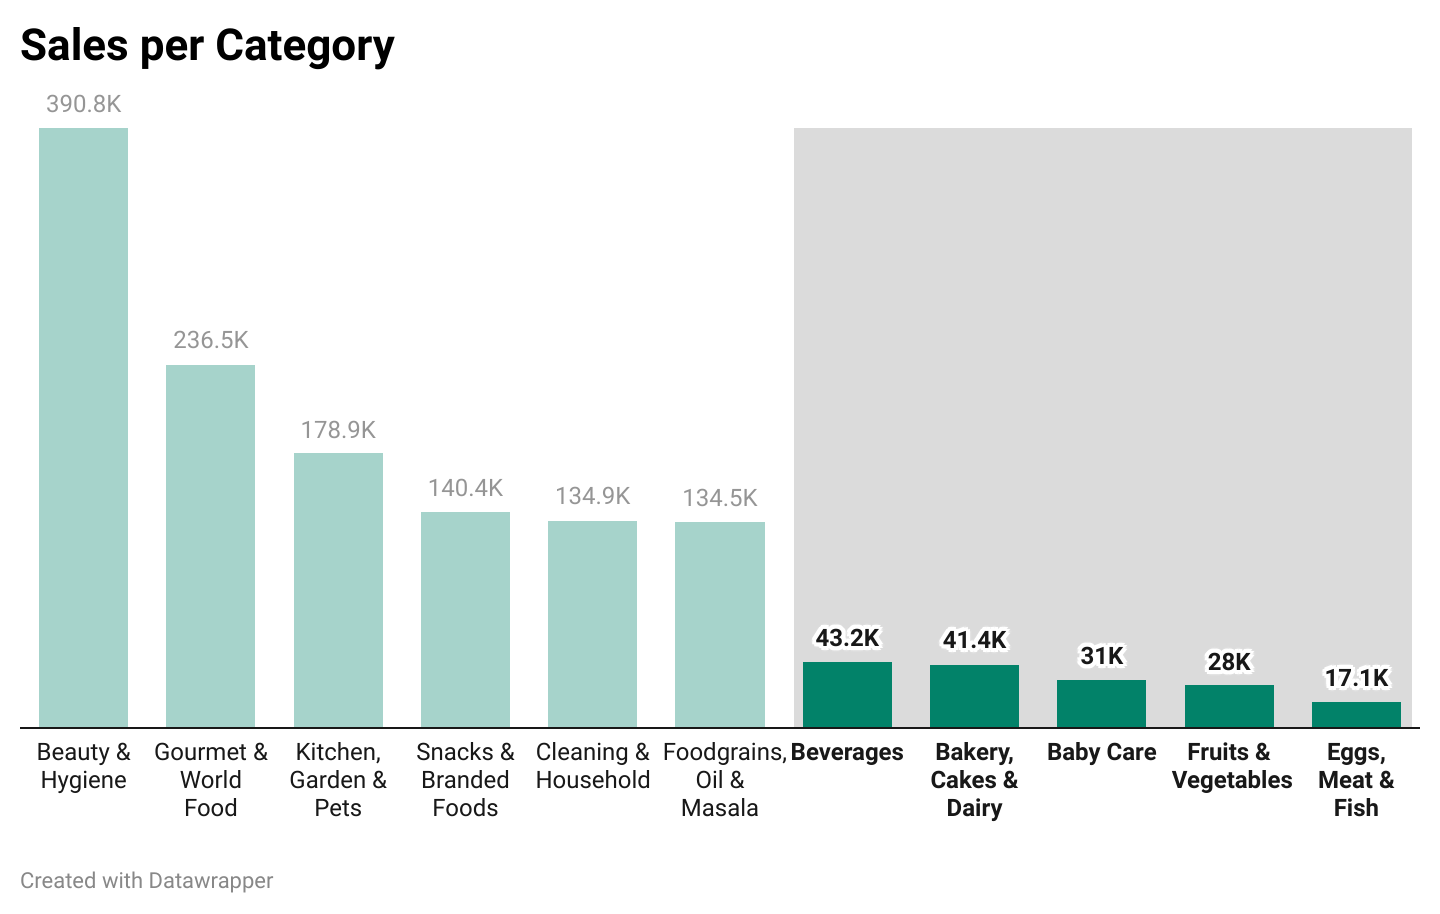 Sales per Category
390.8K
236.5K
178.9K
140.4K
134.9K
134.5K
43.2K
41.4K
31K
28K
17.1K
Beauty &
Hygiene
Gourmet &
World
Food
Kitchen,
Garden &
Pets
Snacks &
Branded
Foods
Cleaning &
Household
Foodgrains,
Oil &
Masala
Beverages
Bakery,
Cakes &
Dairy
Baby Care
Fruits &
Vegetables
Eggs,
Meat &
Fish
Created with Datawrapper